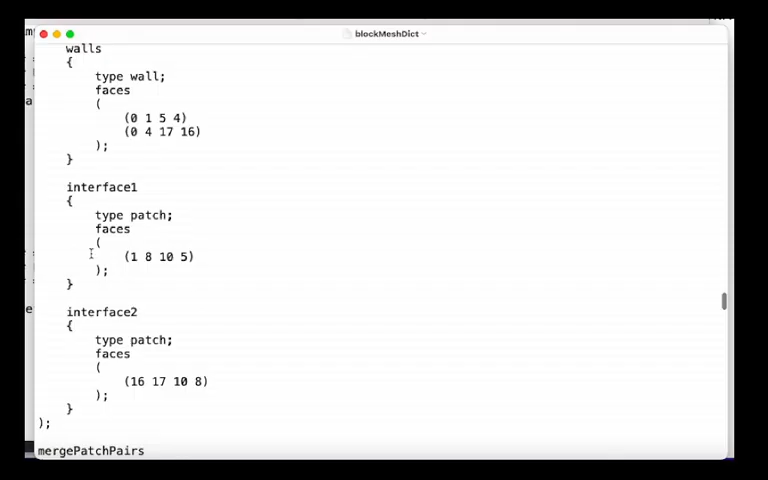 blockMeshDict
walls
{
type wall;
faces
(
(0 1 5 4)
(0 4 17 16)
);
}
interface1
{
type patch;
faces
(
(1 8 10 5)
);
}
interface2
{
type patch;
faces
(
(16 17 10 8)
);
}
);
mergePatchPairs